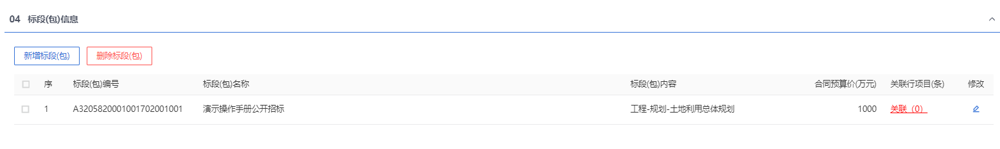 04 标段(包)信息
新增标段(包) 删除标段(包)
序 标段(包)编号 标段(包)名称 标段(包)内容 合同预算价(万元) 关联行项目(条) 修改
1 A3205820001001702001001 演示操作手册公开招标 工程-规划-土地利用总体规划 1000 关联（0）